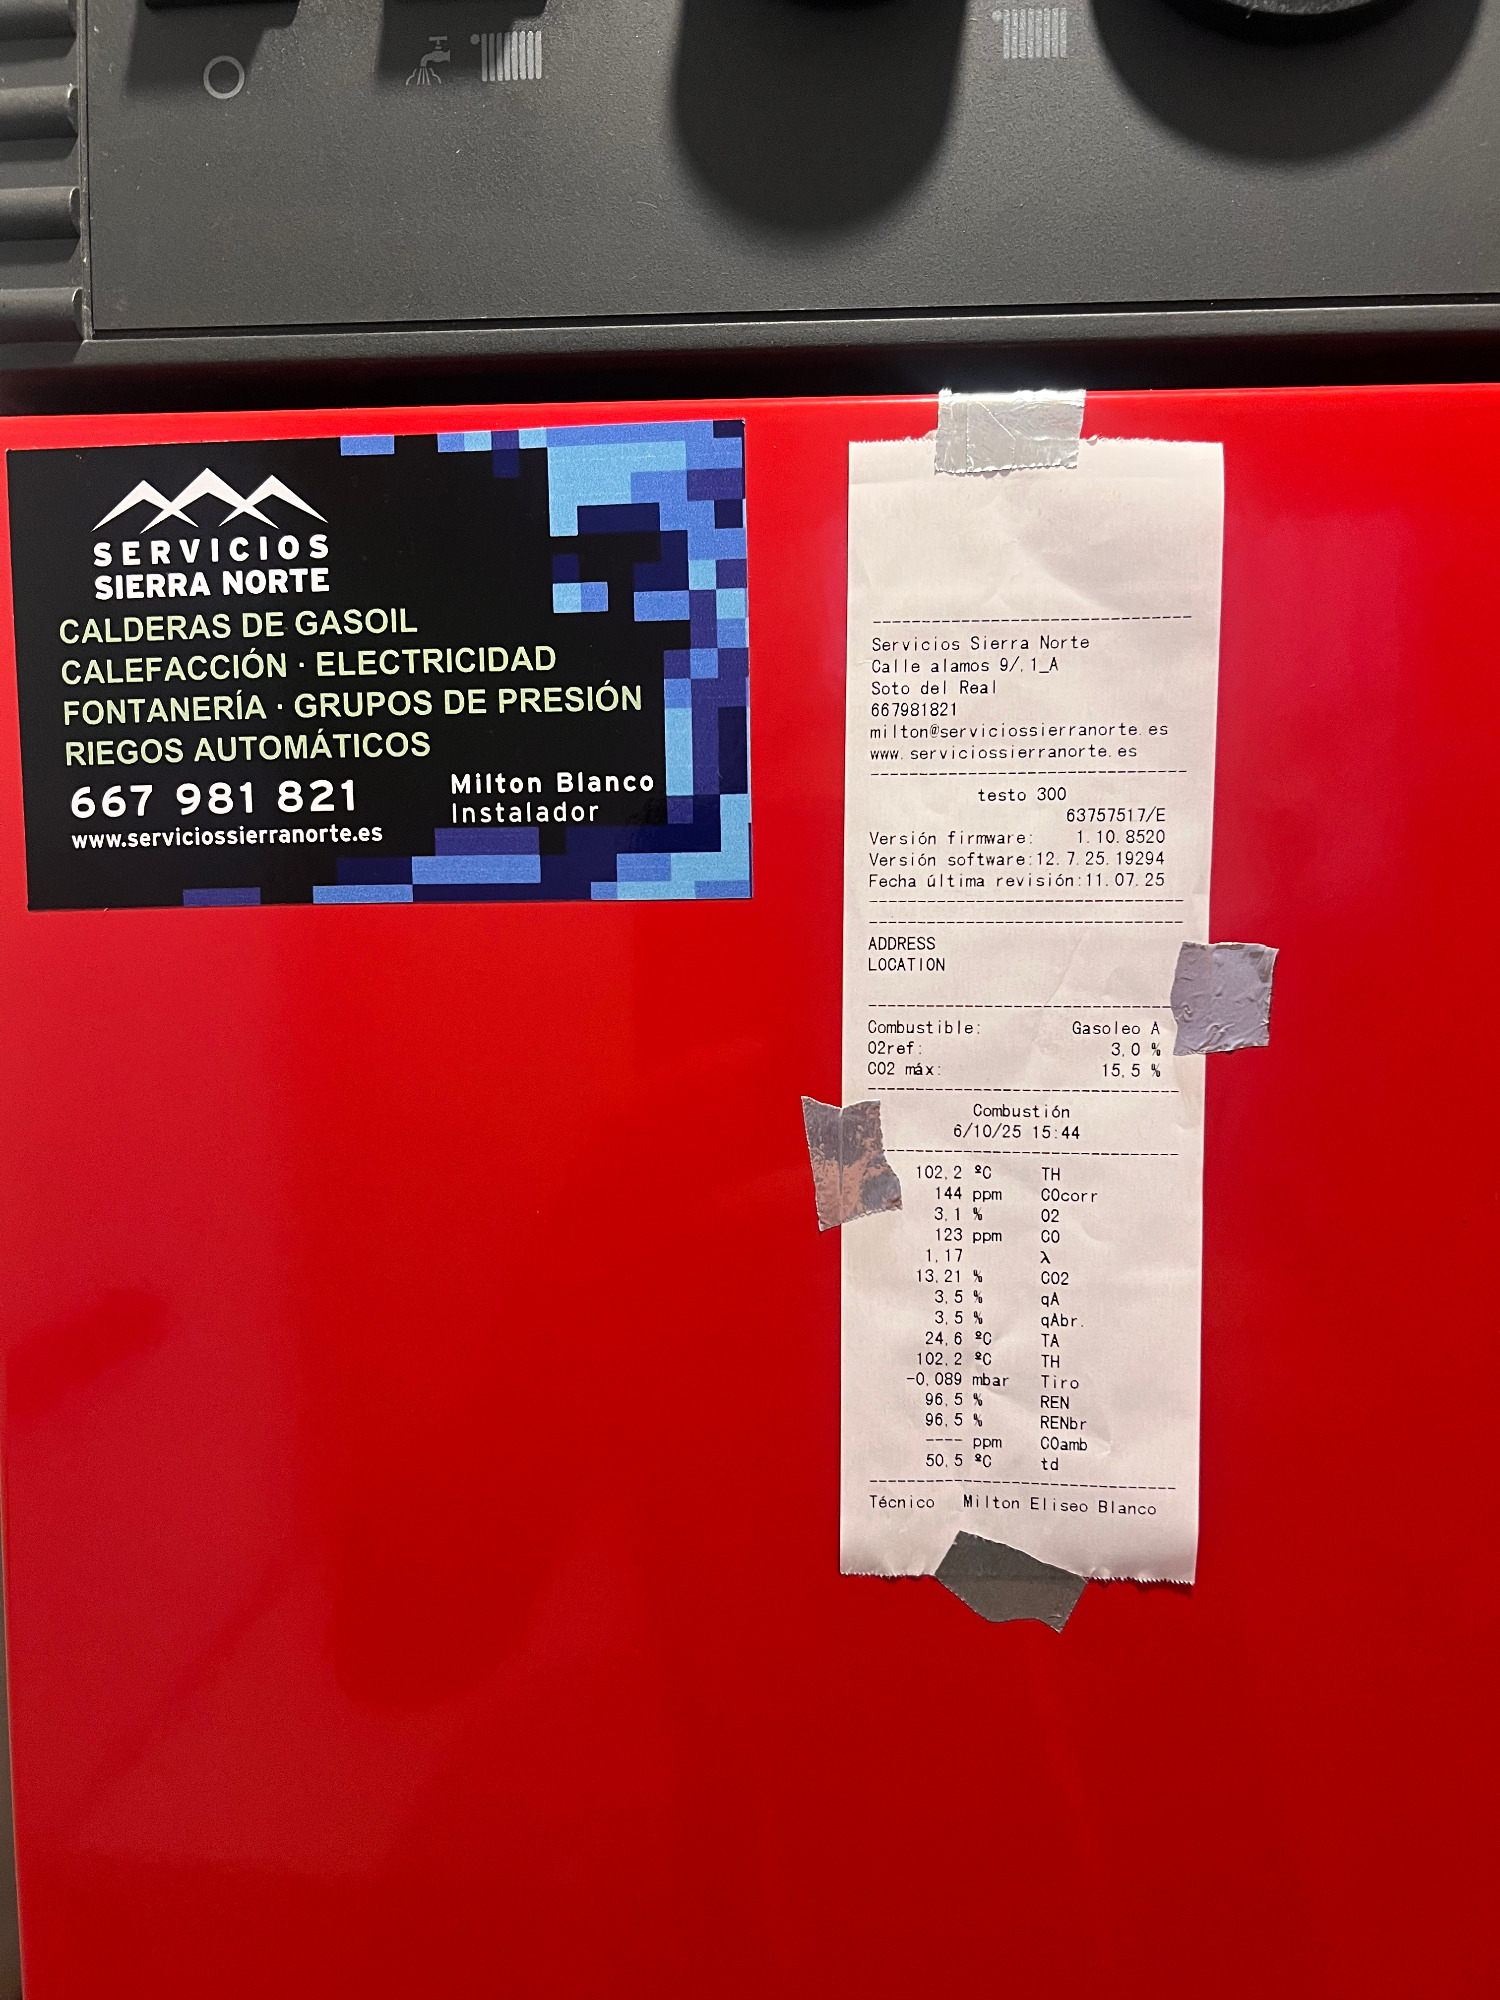 SERVICIOS
SIERRA NORTE
CALDERAS DE GASOIL
CALEFACCIÓN · ELECTRICIDAD
FONTANERÍA · GRUPOS DE PRESIÓN
RIEGOS AUTOMÁTICOS
667 981 821
www.serviciossierranorte.es
Milton Blanco
Instalador
Servicios Sierra Norte
Calle alamos 9/,1_A
Soto del Real
667981821
milton@serviciossierranorte.es
www.serviciossierranorte.es
testo 300
63757517/E
Versión firmware: 1.10.8520
Versión software:12.7.25.19294
Fecha última revisión:11.07.25
ADDRESS
LOCATION
Combustible: Gasoleo A
O2ref: 3,0 %
CO2 máx: 15,5 %
Combustión
6/10/25 15:44
102,2 ºC TH
144 ppm COcorr
3,1 % O2
123 ppm CO
1,17 λ
13,21 % CO2
3,5 % qA
3,5 % qAbr.
24,6 ºC TA
102,2 ºC TH
-0,089 mbar Tiro
96,5 % REN
96,5 % RENbr
---- ppm COamb
50,5 ºC td
Técnico Milton Eliseo Blanco